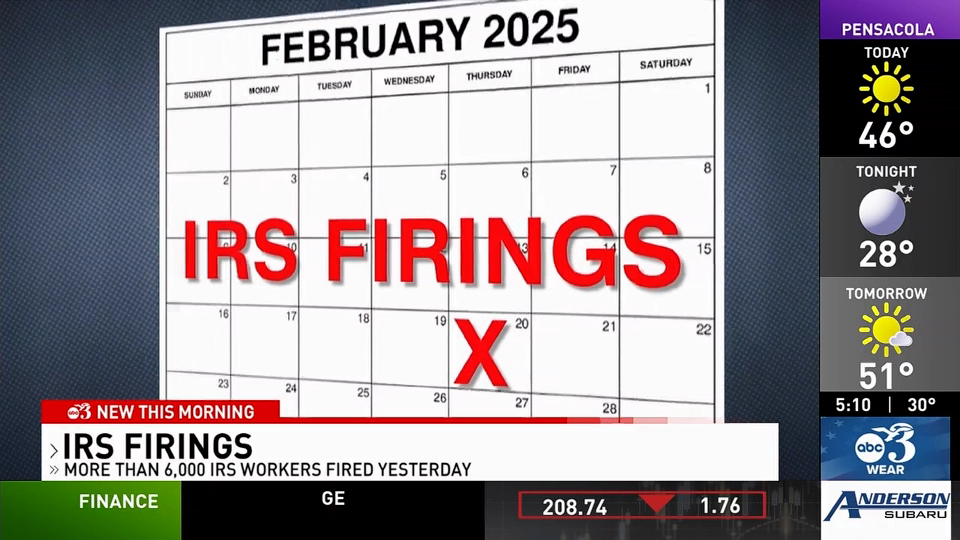 FEBRUARY 2025
SUNDAY MONDAY TUESDAY WEDNESDAY THURSDAY FRIDAY SATURDAY
1
2 3 4 5 6 7 8
9 10 11 13 14 15
IRS FIRINGS
16 17 18 19 20 21 22
X
23 24 25 26 27 28
abc 3 NEW THIS MORNING
IRS FIRINGS
MORE THAN 6,000 IRS WORKERS FIRED YESTERDAY
FINANCE
GE
208.74 1.76
PENSACOLA
TODAY
46°
TONIGHT
28°
TOMORROW
51°
5:10 | 30°
abc 3
WEAR
ANDERSON
SUBARU